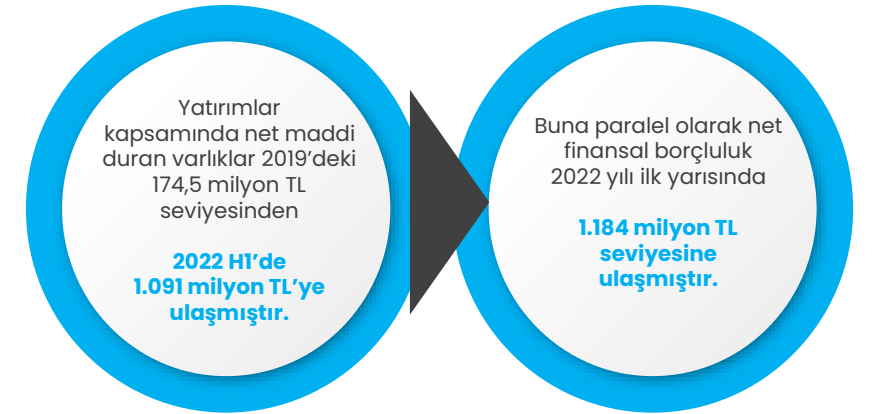 Yatırımlar
kapsamında net maddi
duran varlıklar 2019’deki
174,5 milyon TL
seviyesinden
2022 H1’de
1.091 milyon TL’ye
ulaşmıştır.
Buna paralel olarak net
finansal borçluluk
2022 yılı ilk yarısında
1.184 milyon TL
seviyesine
ulaşmıştır.